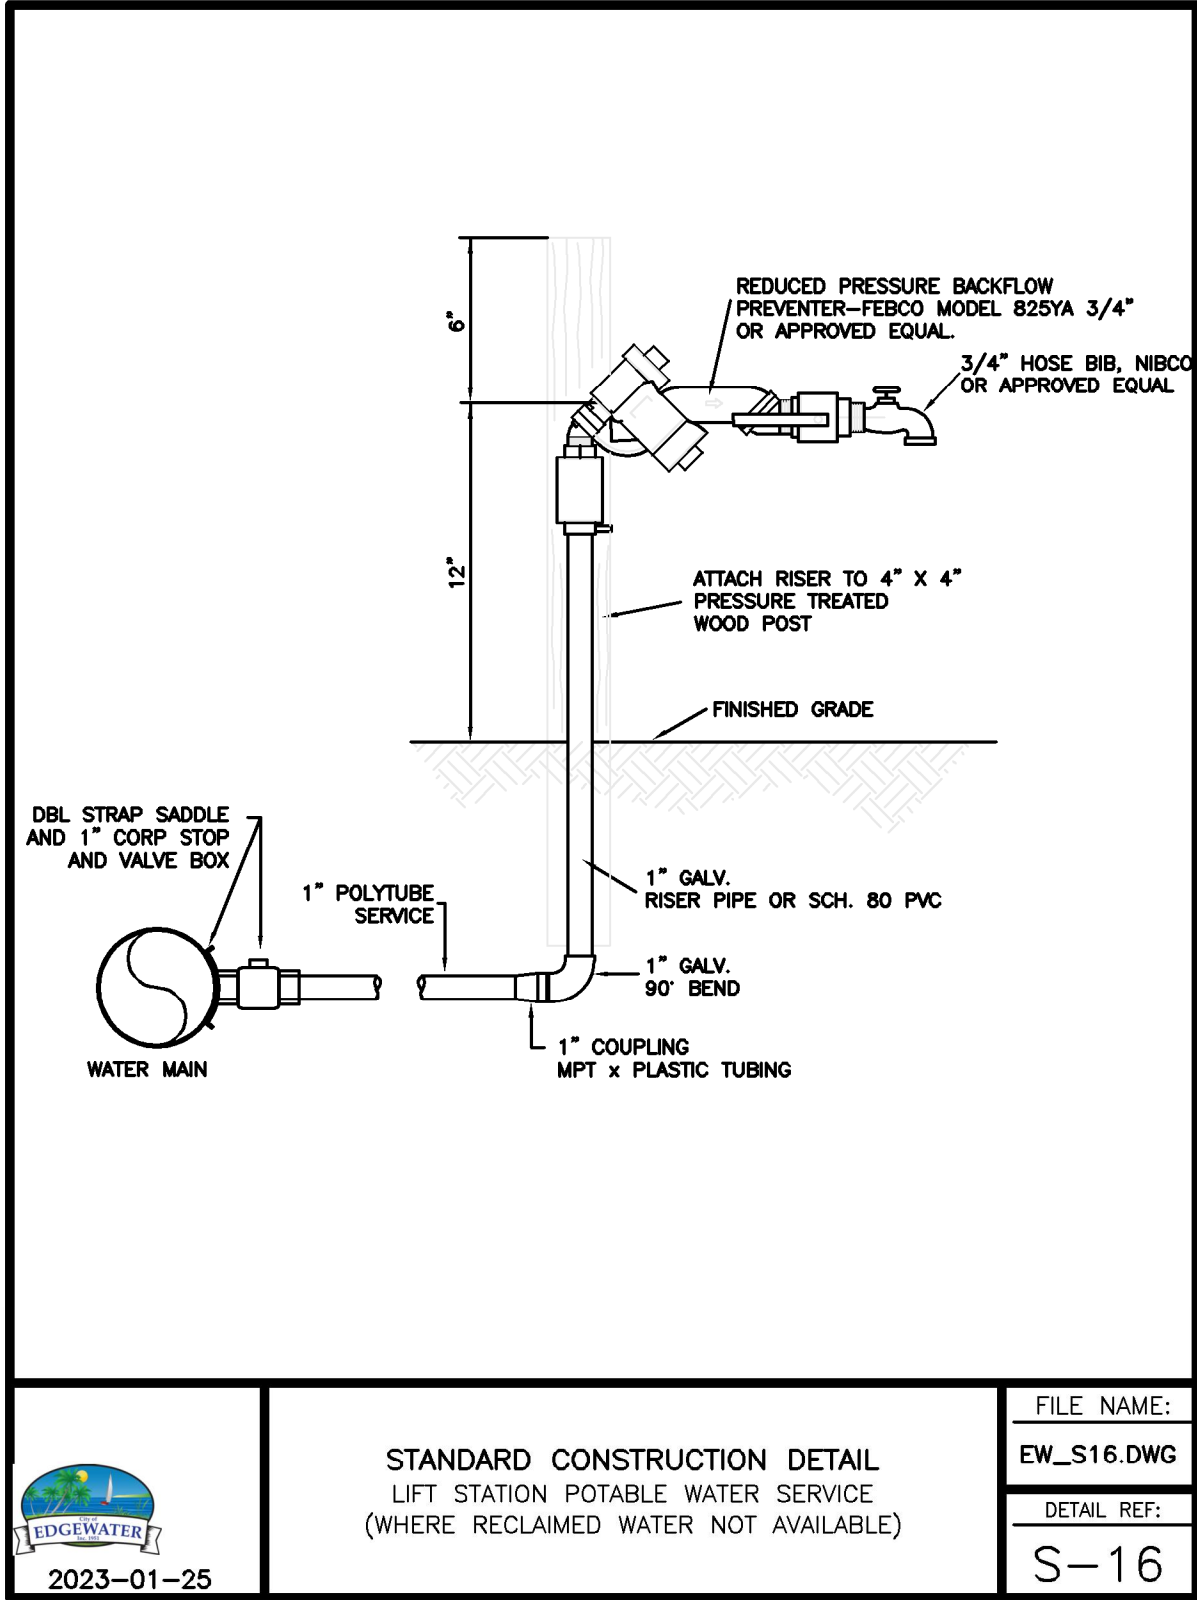 6"
REDUCED PRESSURE BACKFLOW
PREVENTER-FEBCO MODEL 825YA 3/4"
OR APPROVED EQUAL.
3/4" HOSE BIB, NIBCO
OR APPROVED EQUAL
12"
ATTACH RISER TO 4" X 4"
PRESSURE TREATED
WOOD POST
FINISHED GRADE
DBL STRAP SADDLE
AND 1" CORP STOP
AND VALVE BOX
1" POLYTUBE
SERVICE
1" GALV.
RISER PIPE OR SCH. 80 PVC
1" GALV.
90° BEND
1" COUPLING
MPT x PLASTIC TUBING
WATER MAIN
City of
EDGEWATER
Inc. 1951
2023-01-25
STANDARD CONSTRUCTION DETAIL
LIFT STATION POTABLE WATER SERVICE
(WHERE RECLAIMED WATER NOT AVAILABLE)
FILE NAME:
EW_S16.DWG
DETAIL REF:
S-16